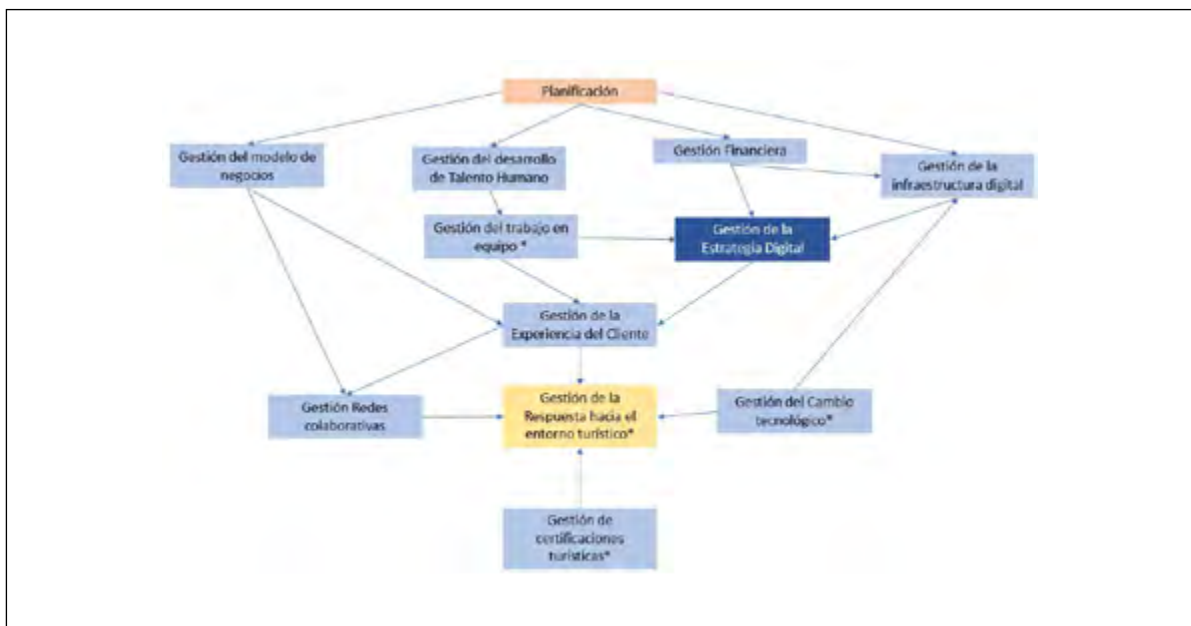 Planificación
Gestión del modelo de
negocios
Gestión del desarrollo
de Talento Humano
Gestión Financiera
Gestión de la
infraestructura digital
Gestión del trabajo en
equipo *
Gestión de la
Estrategia Digital
Gestión de la
Experiencia del Cliente
Gestión Redes
colaborativas
Gestión de la
Respuesta hacia el
entorno turístico*
Gestión del Cambio
tecnológico*
Gestión de
certificaciones
turísticas*